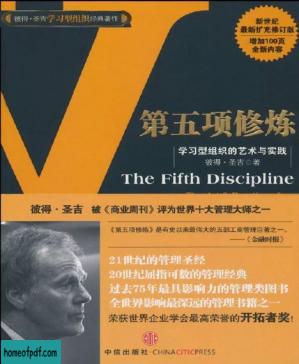 彼得·圣吉学习型组织经典著作
新世纪
最新扩充修订版
增加100页
全新内容
第五项修炼
学习型组织的艺术与实践
彼得·圣吉 著
The Fifth Discipline
彼得·圣吉 被《商业周刊》评为世界十大管理大师之一
《第五项修炼》是有史以来最伟大的五部工商管理巨著之一。
——《金融时报》
21世纪的管理圣经
20世纪屈指可数的管理经典
过去75年最具影响力的管理类图书
全世界影响最深远的管理书籍之一
荣获世界企业学会最高荣誉的开拓者奖!
homeofpdf.com
中信出版社·CHINA CITIC PRESS